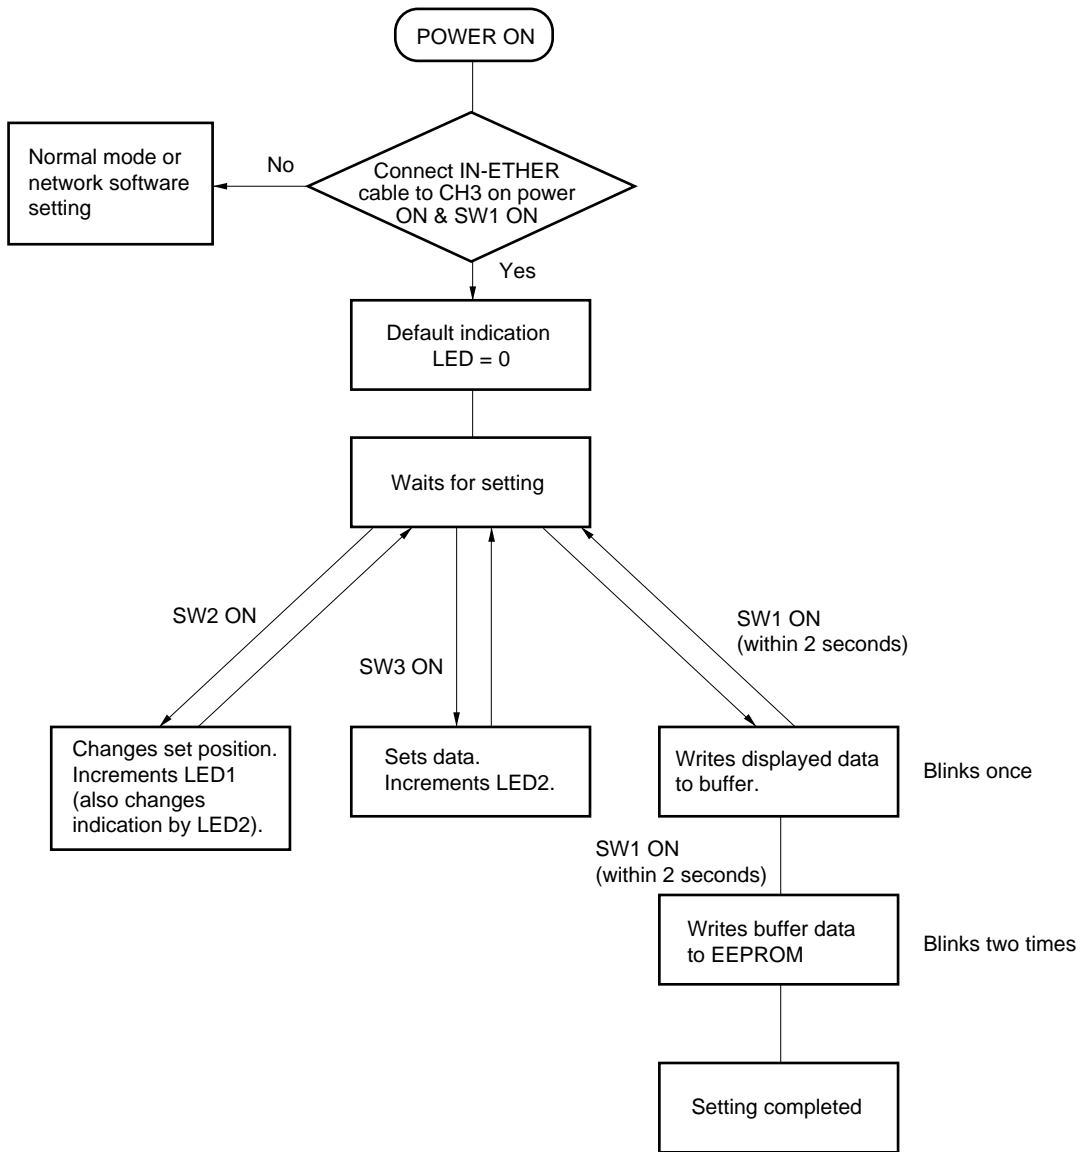 POWER ON
No
Normal mode or
network software
setting
Connect IN-ETHER
cable to CH3 on power
ON & SW1 ON
Yes
Default indication
LED = 0
Waits for setting
SW2 ON
SW3 ON
SW1 ON
(within 2 seconds)
Changes set position.
Increments LED1
(also changes
indication by LED2).
Sets data.
Increments LED2.
Writes displayed data
to buffer.
Blinks once
SW1 ON
(within 2 seconds)
Writes buffer data
to EEPROM
Blinks two times
Setting completed